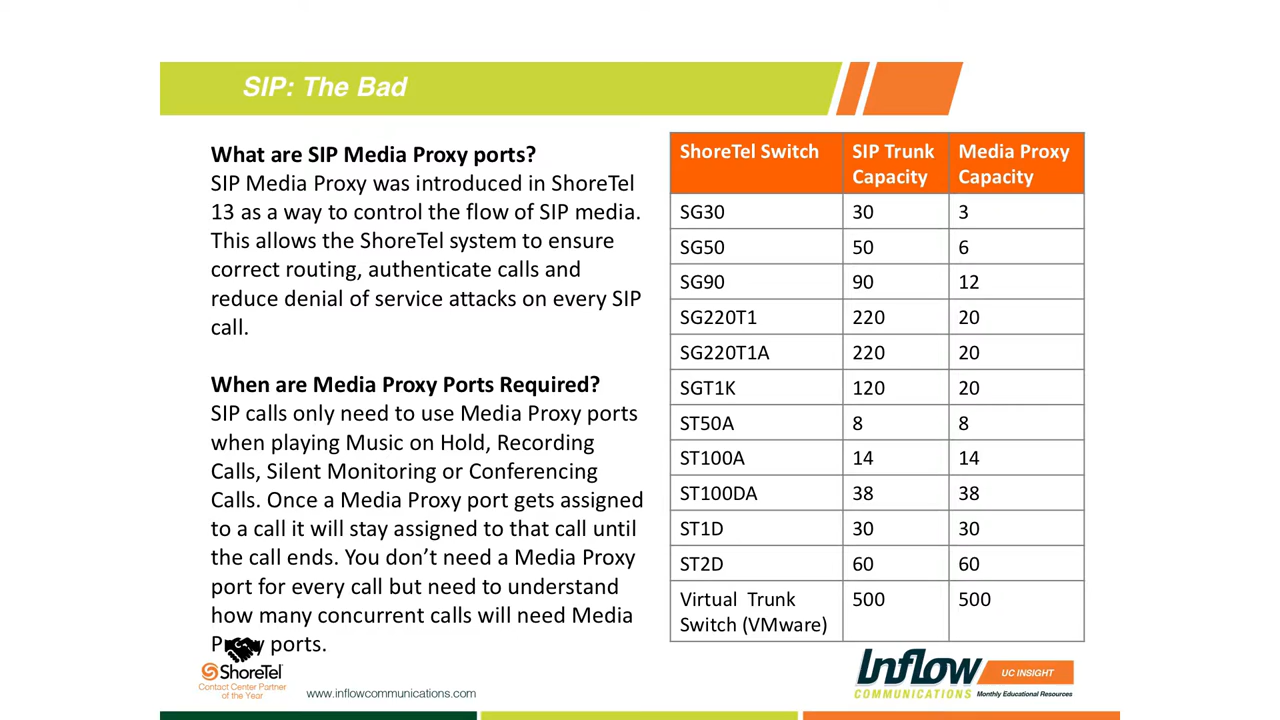 SIP: The Bad
What are SIP Media Proxy ports?
SIP Media Proxy was introduced in ShoreTel
13 as a way to control the flow of SIP media.
This allows the ShoreTel system to ensure
correct routing, authenticate calls and
reduce denial of service attacks on every SIP
call.
When are Media Proxy Ports Required?
SIP calls only need to use Media Proxy ports
when playing Music on Hold, Recording
Calls, Silent Monitoring or Conferencing
Calls. Once a Media Proxy port gets assigned
to a call it will stay assigned to that call until
the call ends. You don’t need a Media Proxy
port for every call but need to understand
how many concurrent calls will need Media
Proxy ports.
ShoreTel Switch SIP Trunk Capacity Media Proxy Capacity
SG30 30 3
SG50 50 6
SG90 90 12
SG220T1 220 20
SG220T1A 220 20
SGT1K 120 20
ST50A 8 8
ST100A 14 14
ST100DA 38 38
ST1D 30 30
ST2D 60 60
Virtual Trunk Switch (VMware) 500 500
ShoreTel
Contact Center Partner
of the Year
www.inflowcommunications.com
Inflow
COMMUNICATIONS
UC INSIGHT
Monthly Educational Resources